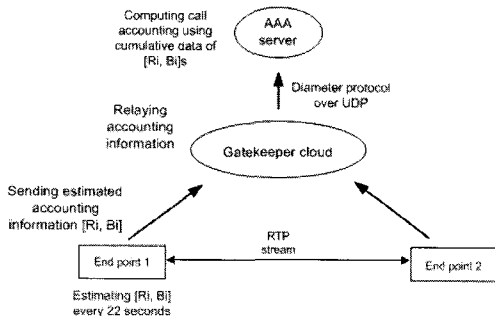 Computing call
accounting using
cumulative data of
[Ri, Bi]s
AAA
server
Diameter protocol
over UDP
Relaying
accounting
information
Gatekeeper cloud
Sending estimated
accounting
information [Ri, Bi]
RTP
stream
End point 1
End point 2
Estimating [Ri, Bi]
every 22 seconds